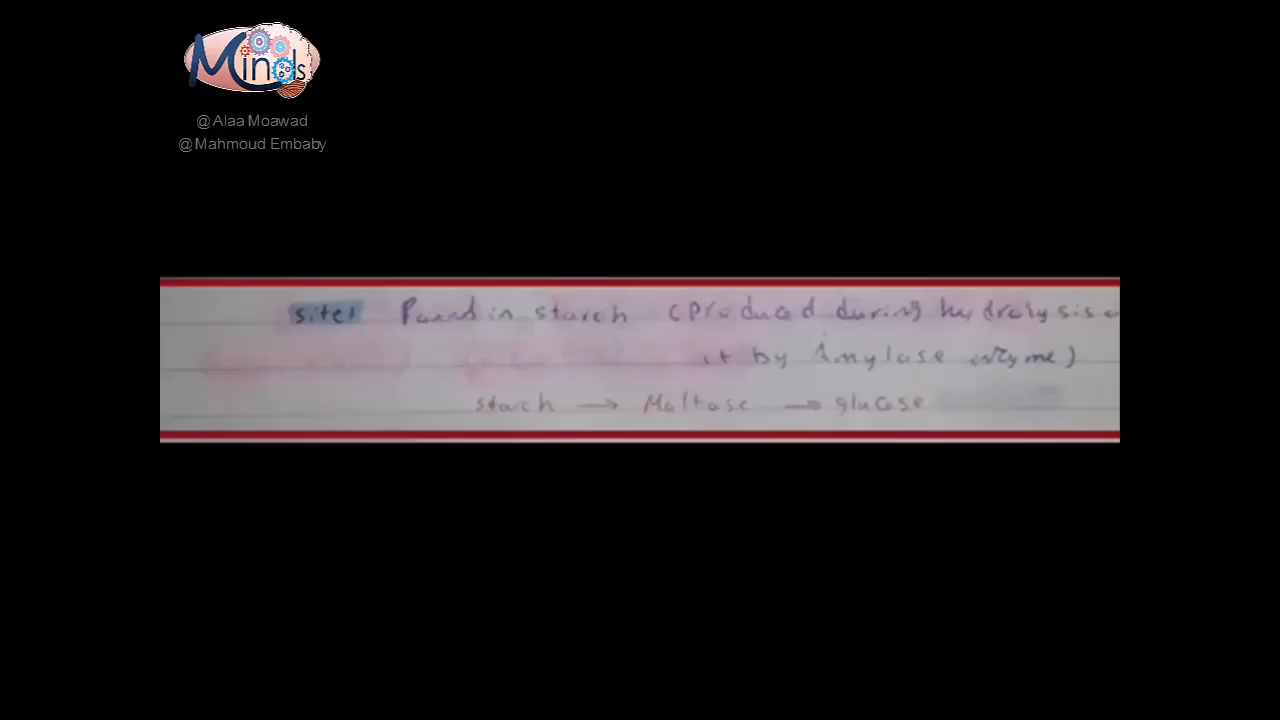 Minds
@Alaa Moawad
@Mahmoud Embaby
site: Found in starch (produced during hydrolysis
it by Amylase enzyme)
starch → Maltose → glucose